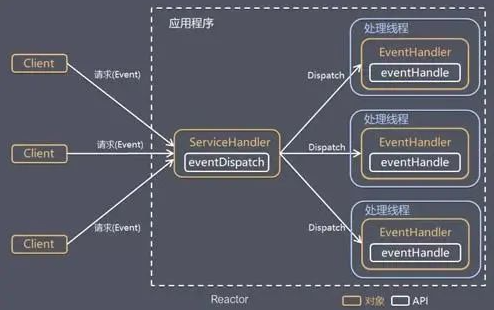 应用程序
处理线程
EventHandler
eventHandle
Client
请求(Event)
Dispatch
Client
请求(Event)
ServiceHandler
eventDispatch
Dispatch
处理线程
EventHandler
eventHandle
Client
请求(Event)
Dispatch
处理线程
EventHandler
eventHandle
Reactor
对象
API